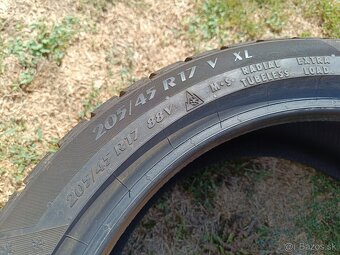 205/45 R17 V XL
205/45 R17 88V
M+S RADIAL EXTRA
TUBELESS LOAD
© bazos.sk